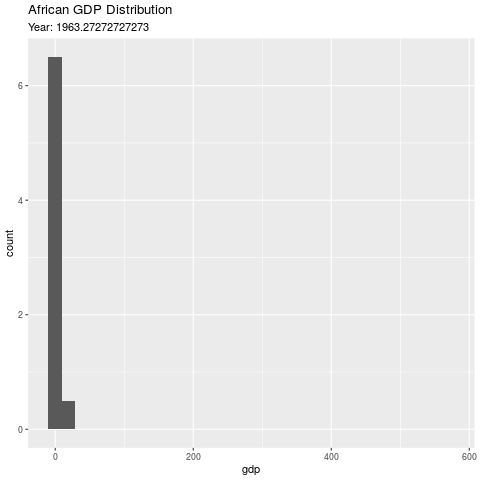 African GDP Distribution
Year: 1963.27272727273
6
4
2
0
0 200 400 600
gdp
count